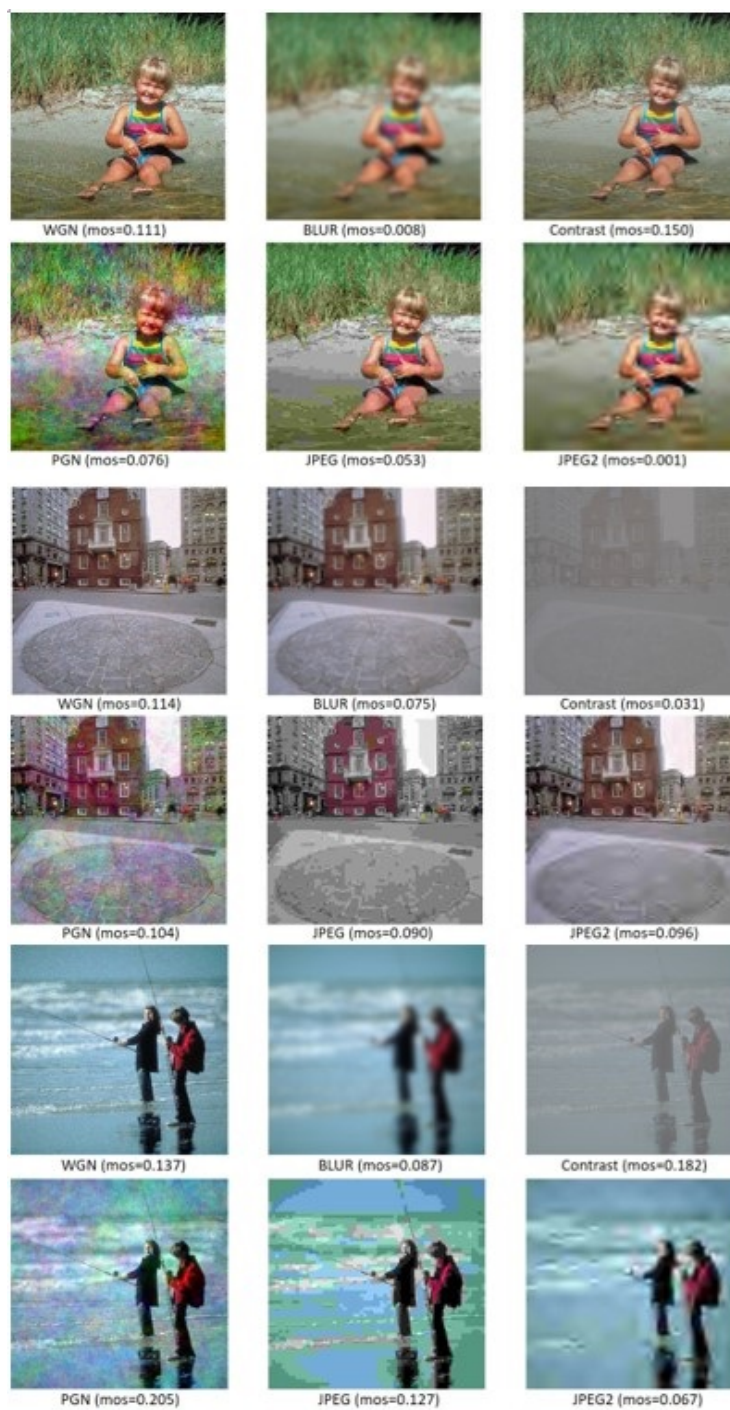 WGN (mos=0.111) BLUR (mos=0.008) Contrast (mos=0.150)
PGN (mos=0.076) JPEG (mos=0.053) JPEG2 (mos=0.001)
WGN (mos=0.114) BLUR (mos=0.075) Contrast (mos=0.031)
PGN (mos=0.104) JPEG (mos=0.090) JPEG2 (mos=0.096)
WGN (mos=0.137) BLUR (mos=0.087) Contrast (mos=0.182)
PGN (mos=0.205) JPEG (mos=0.127) JPEG2 (mos=0.067)